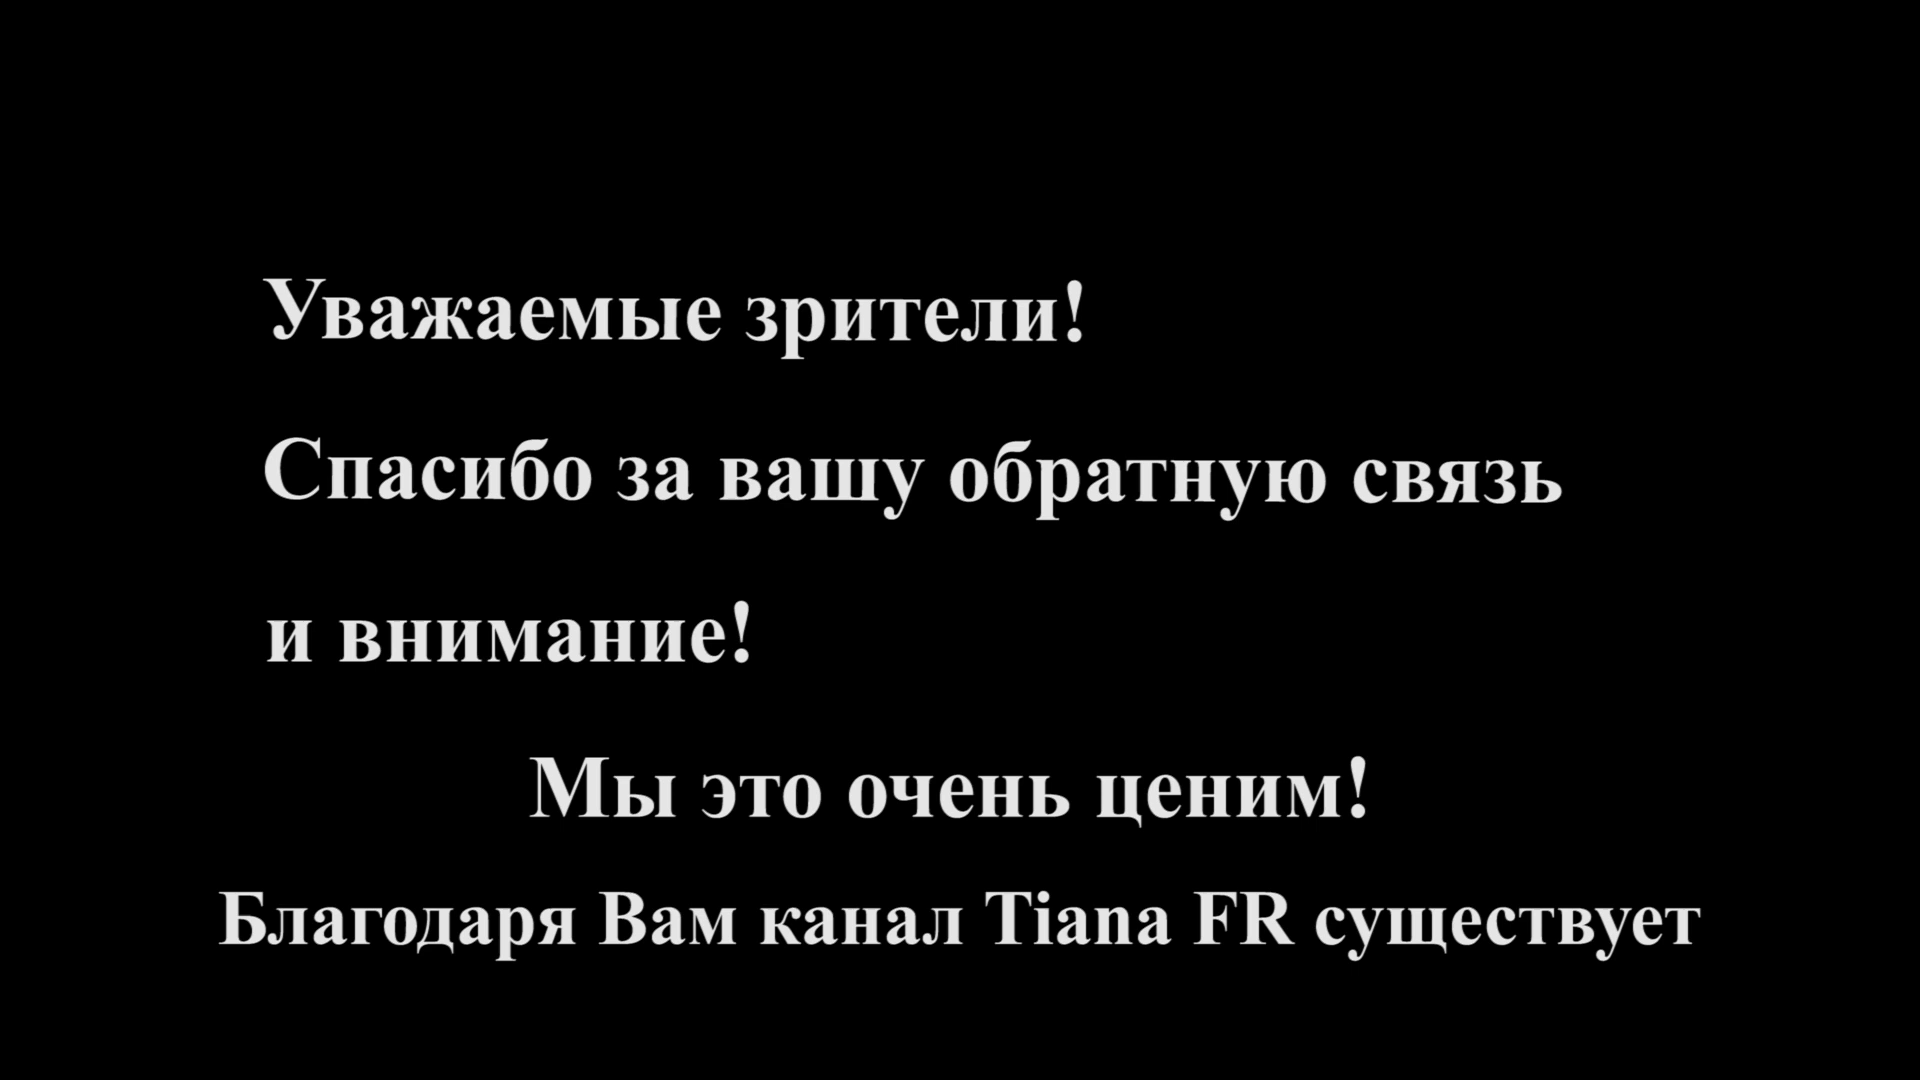 Уважаемые зрители!
Спасибо за вашу обратную связь
и внимание!
Мы это очень ценим!
Благодаря Вам канал Tiana FR существует